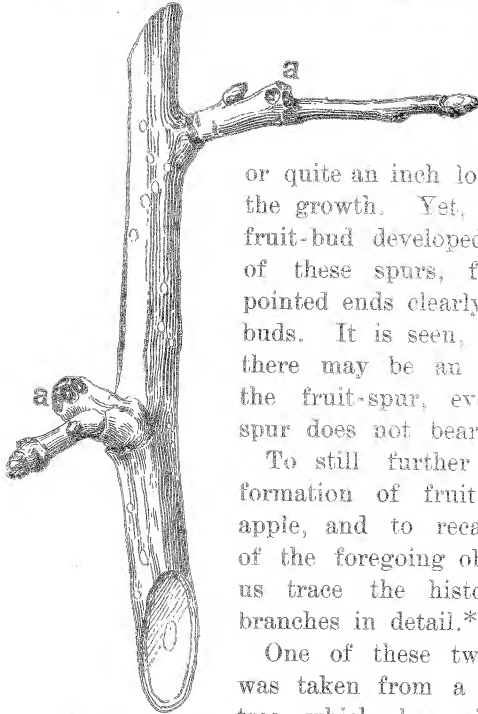 a
or quite an inch lo
the growth. Yet,
fruit-bud developed
of these spurs, f
pointed ends clearly
buds. It is seen,
there may be an
a
the fruit-spur, ev
spur does not bear
To still further
formation of fruit
apple, and to reca
of the foregoing ob
us trace the histo
branches in detail.*
One of these tw
was taken from a